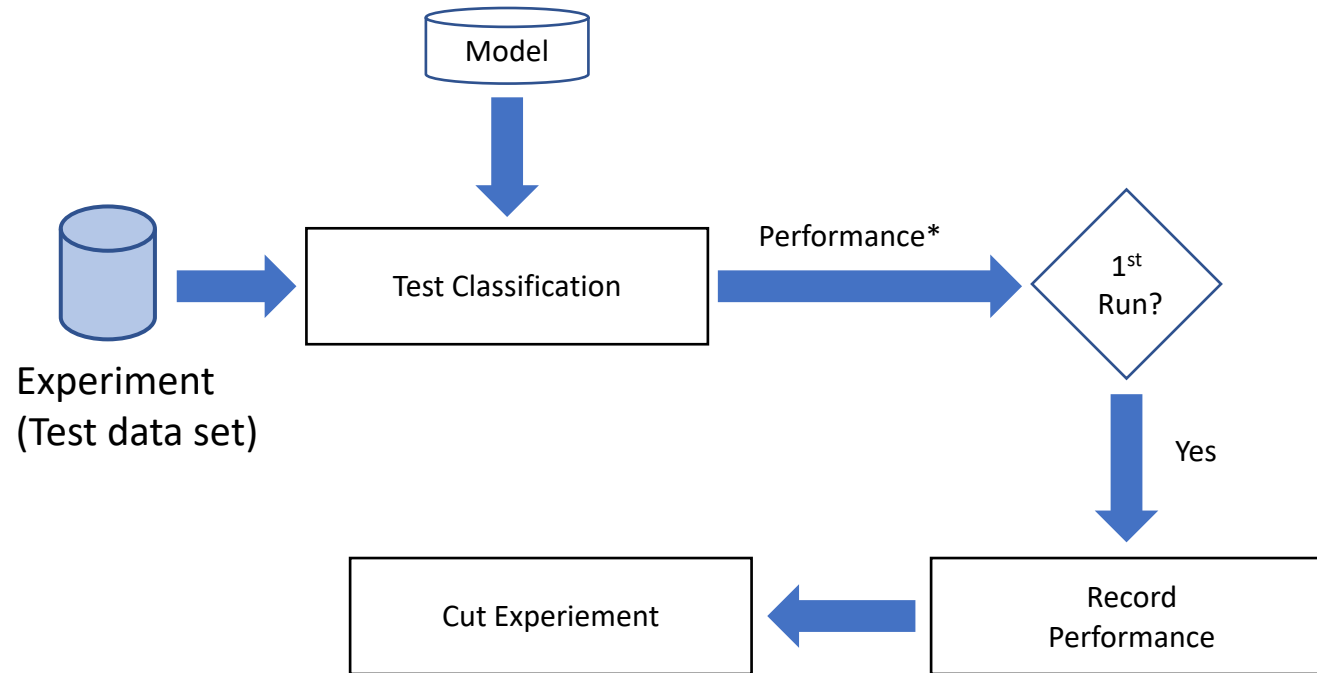 Model
Test Classification
Performance*
1st
Run?
Experiment
(Test data set)
Yes
Cut Experiement
Record
Performance